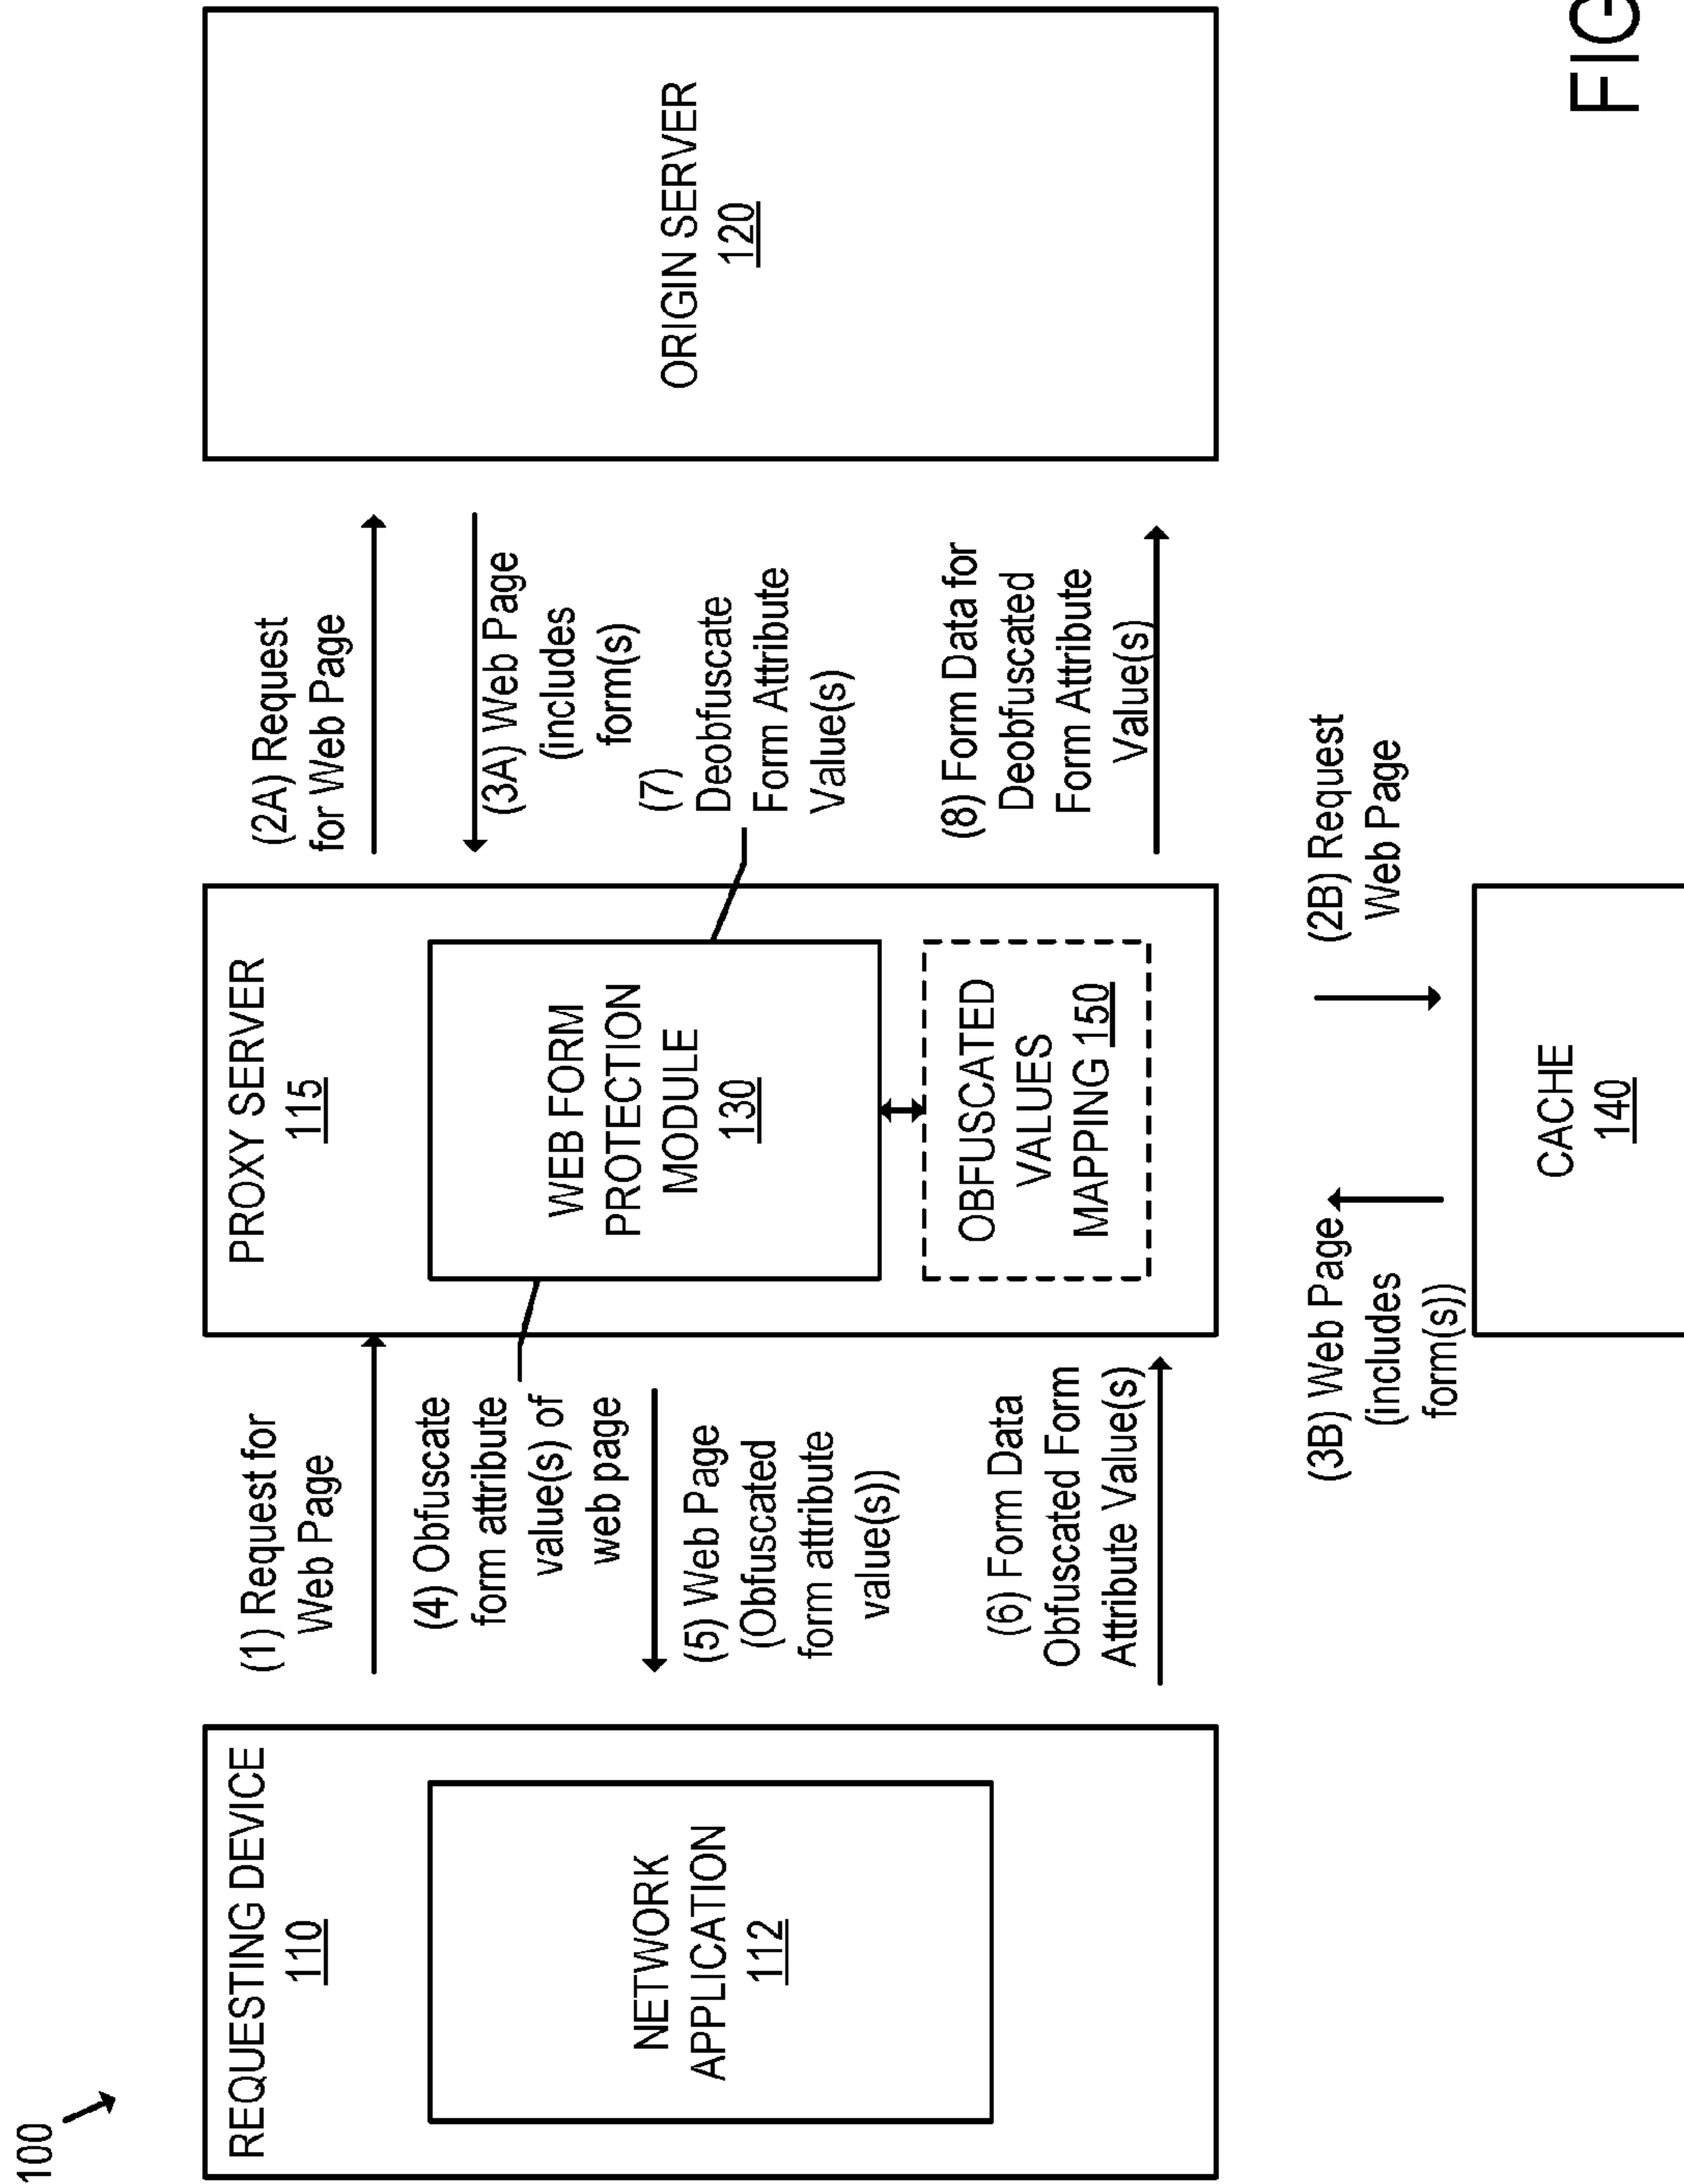 100
REQUESTING DEVICE
110
NETWORK
APPLICATION
112
(1) Request for
Web Page
(4) Obfuscate
form attribute
value(s) of
web page
(5) Web Page
(Obfuscated
form attribute
value(s))
(6) Form Data
Obfuscated Form
Attribute Value(s)
PROXY SERVER
115
WEB FORM
PROTECTION
MODULE
130
OBFUSCATED
VALUES
MAPPING 150
(2A) Request
for Web Page
(3A) Web Page
(includes
form(s)
(7)
Deobfuscate
Form Attribute
Value(s)
(8) Form Data for
Deobfuscated
Form Attribute
Value(s)
ORIGIN SERVER
120
(3B) Web Page
(includes
form(s))
(2B) Request
Web Page
CACHE
140
FIG